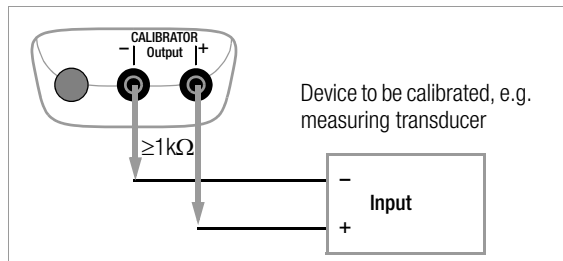 CALIBRATOR
– Output +
Device to be calibrated, e.g.
measuring transducer
≥1kΩ
–
Input
+